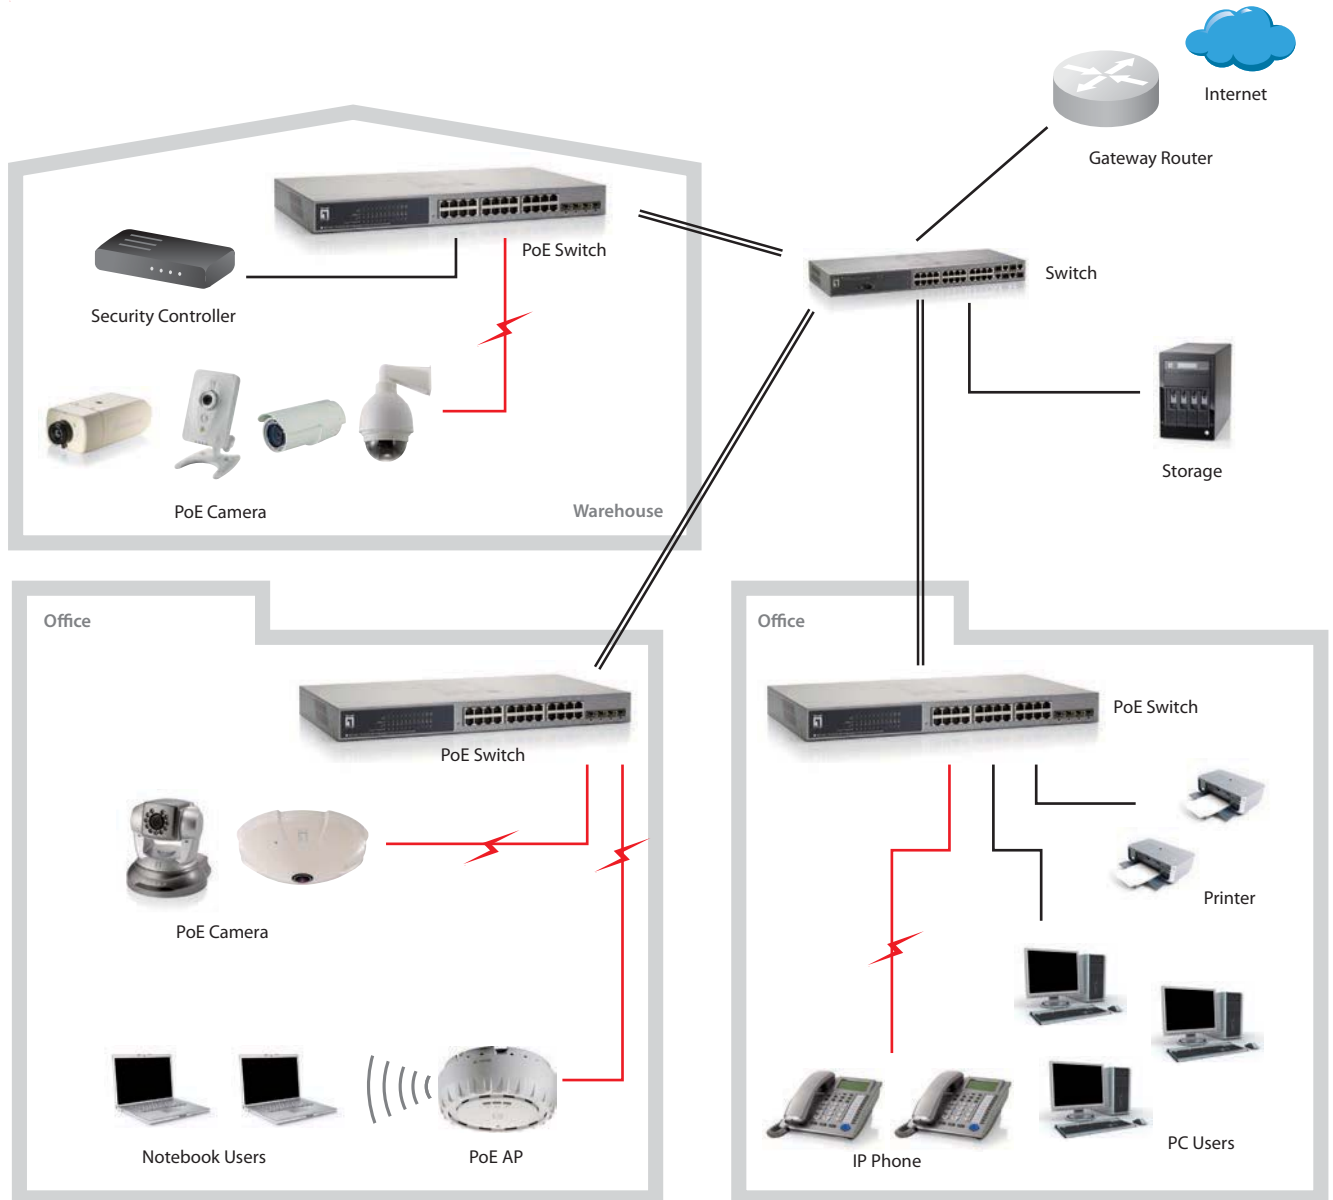 Internet
Gateway Router
PoE Switch
Switch
Security Controller
Storage
PoE Camera
Warehouse
Office
Office
PoE Switch
PoE Switch
Printer
PoE Camera
PC Users
Notebook Users
PoE AP
IP Phone